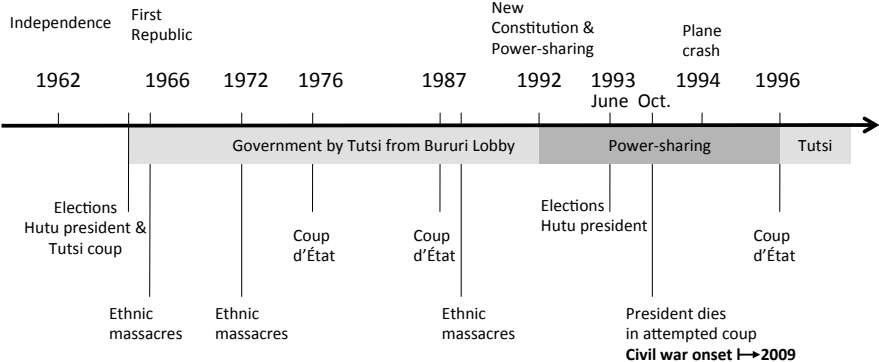 Independence
First
Republic
New
Constitution &
Power-sharing
Plane
crash
1962
1966
1972
1976
1987
1992
1993
1994
1996
June Oct.
Government by Tutsi from Bururi Lobby
Power-sharing
Tutsi
Elections
Hutu president &
Tutsi coup
Coup
d’État
Coup
d’État
Elections
Hutu president
Coup
d’État
Ethnic
massacres
Ethnic
massacres
Ethnic
massacres
President dies
in attempted coup
Civil war onset ↦2009